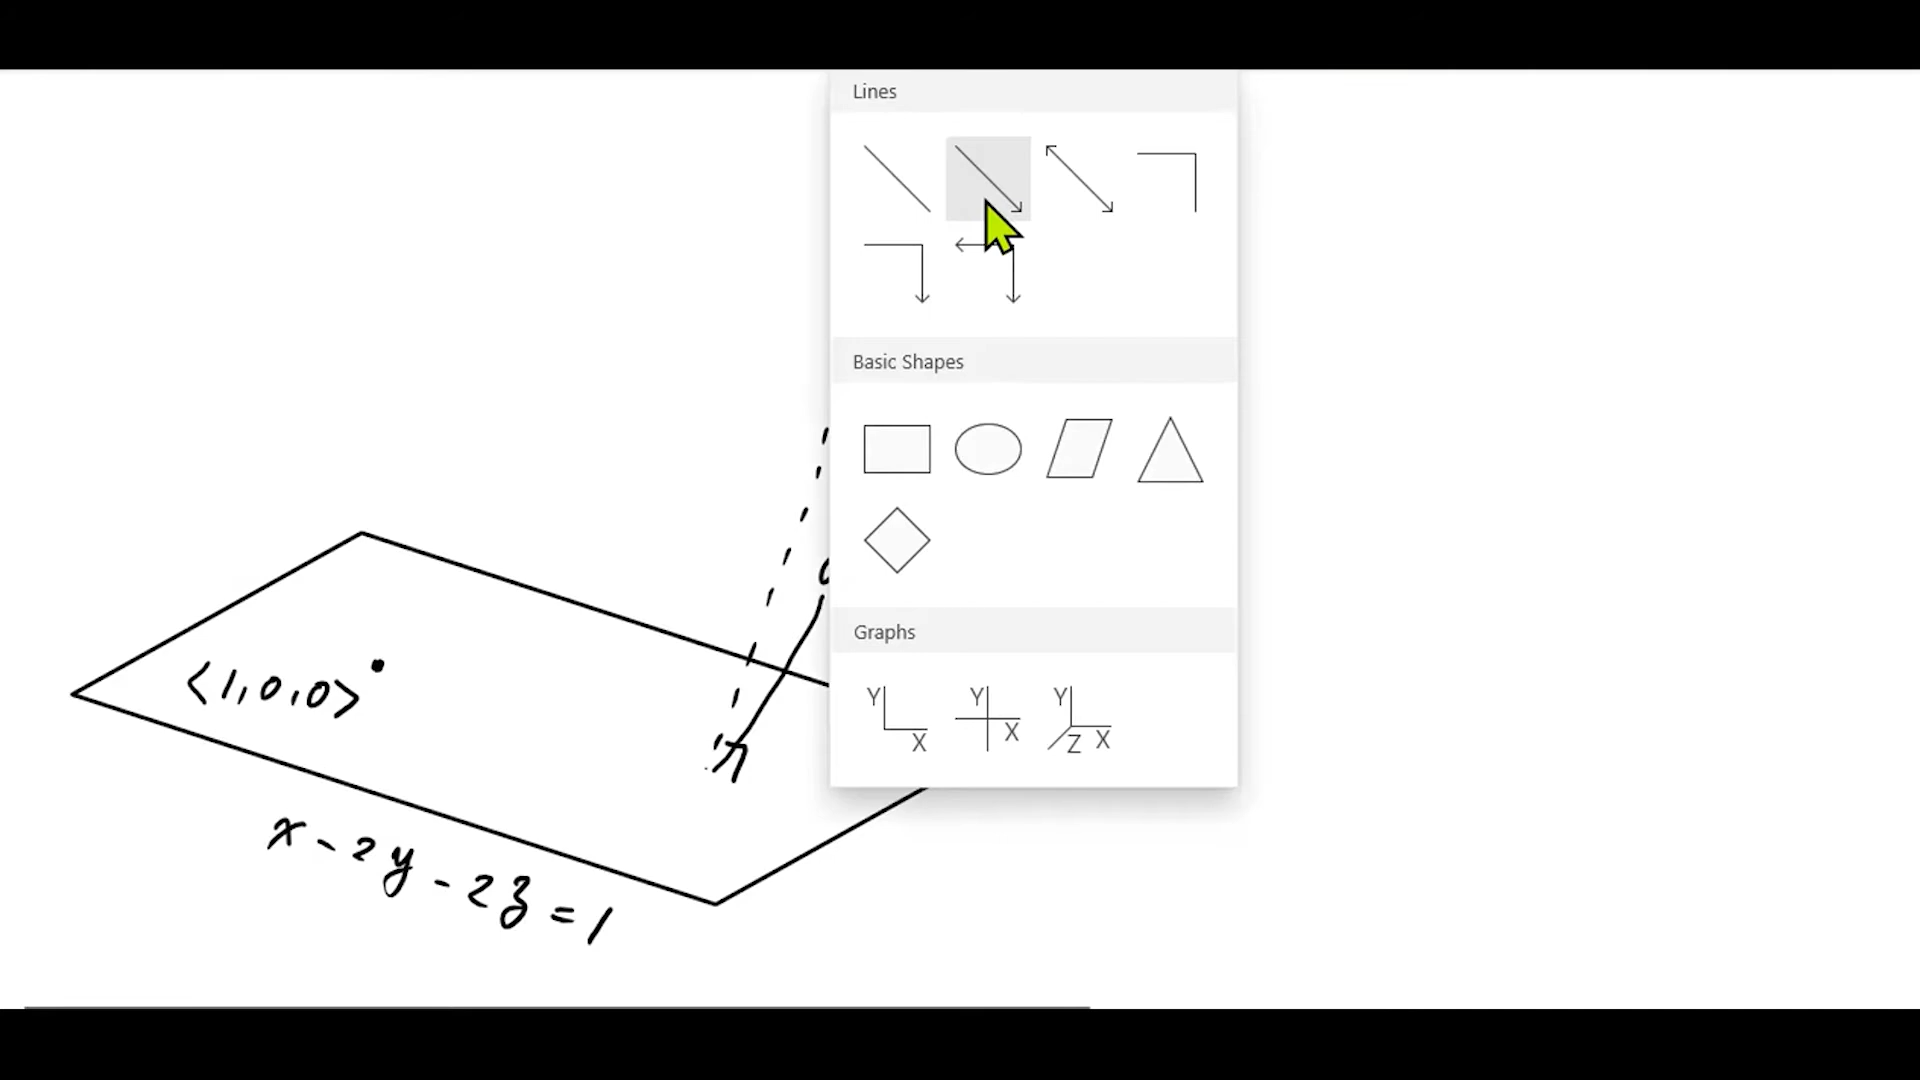 Lines
Basic Shapes
Graphs
Y X
Y X
Y Z X
<1,0,0>
x - 2y - 2z = 1